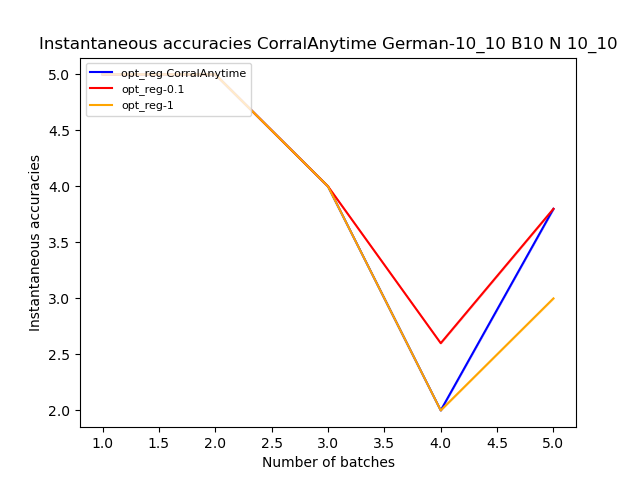 Instantaneous accuracies CorralAnytime German-10_10 B10 N 10_10
opt_reg CorralAnytime
opt_reg-0.1
opt_reg-1
Instantaneous accuracies
5.0
4.5
4.0
3.5
3.0
2.5
2.0
1.0 1.5 2.0 2.5 3.0 3.5 4.0 4.5 5.0
Number of batches